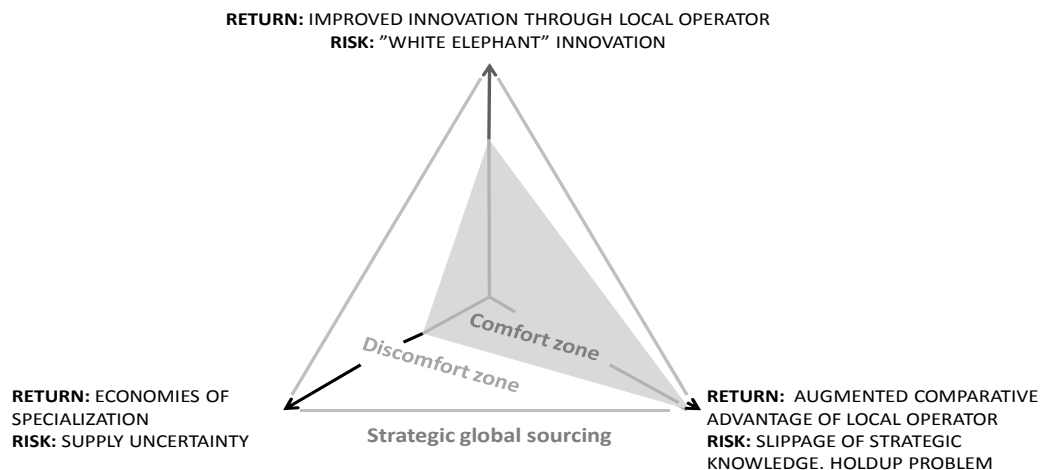 RETURN: IMPROVED INNOVATION THROUGH LOCAL OPERATOR
RISK: ”WHITE ELEPHANT” INNOVATION
Comfort zone
Discomfort zone
RETURN: ECONOMIES OF
SPECIALIZATION
RISK: SUPPLY UNCERTAINTY
Strategic global sourcing
RETURN: AUGMENTED COMPARATIVE
ADVANTAGE OF LOCAL OPERATOR
RISK: SLIPPAGE OF STRATEGIC
KNOWLEDGE, HOLDUP PROBLEM